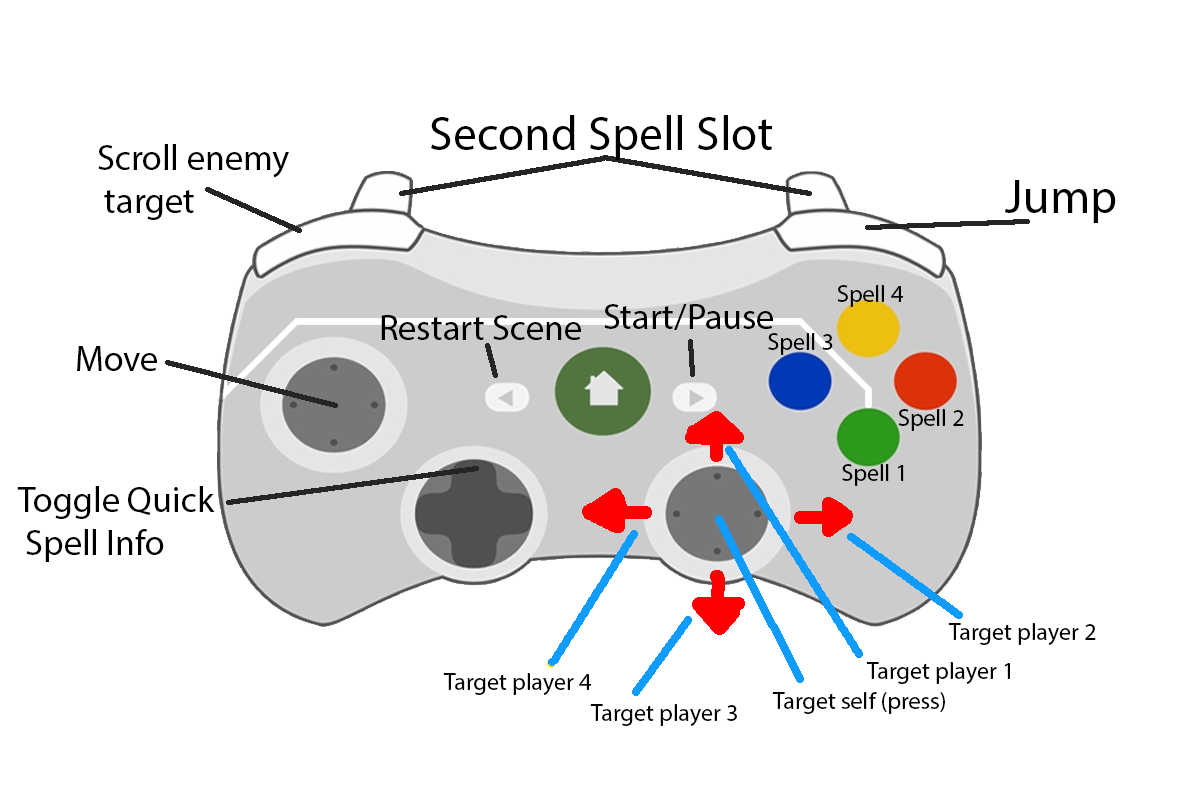 Second Spell Slot
Scroll enemy
target
Jump
Spell 4
Restart Scene
Start/Pause
Spell 3
Move
Spell 2
Spell 1
Toggle Quick
Spell Info
Target player 2
Target player 1
Target player 4
Target self (press)
Target player 3